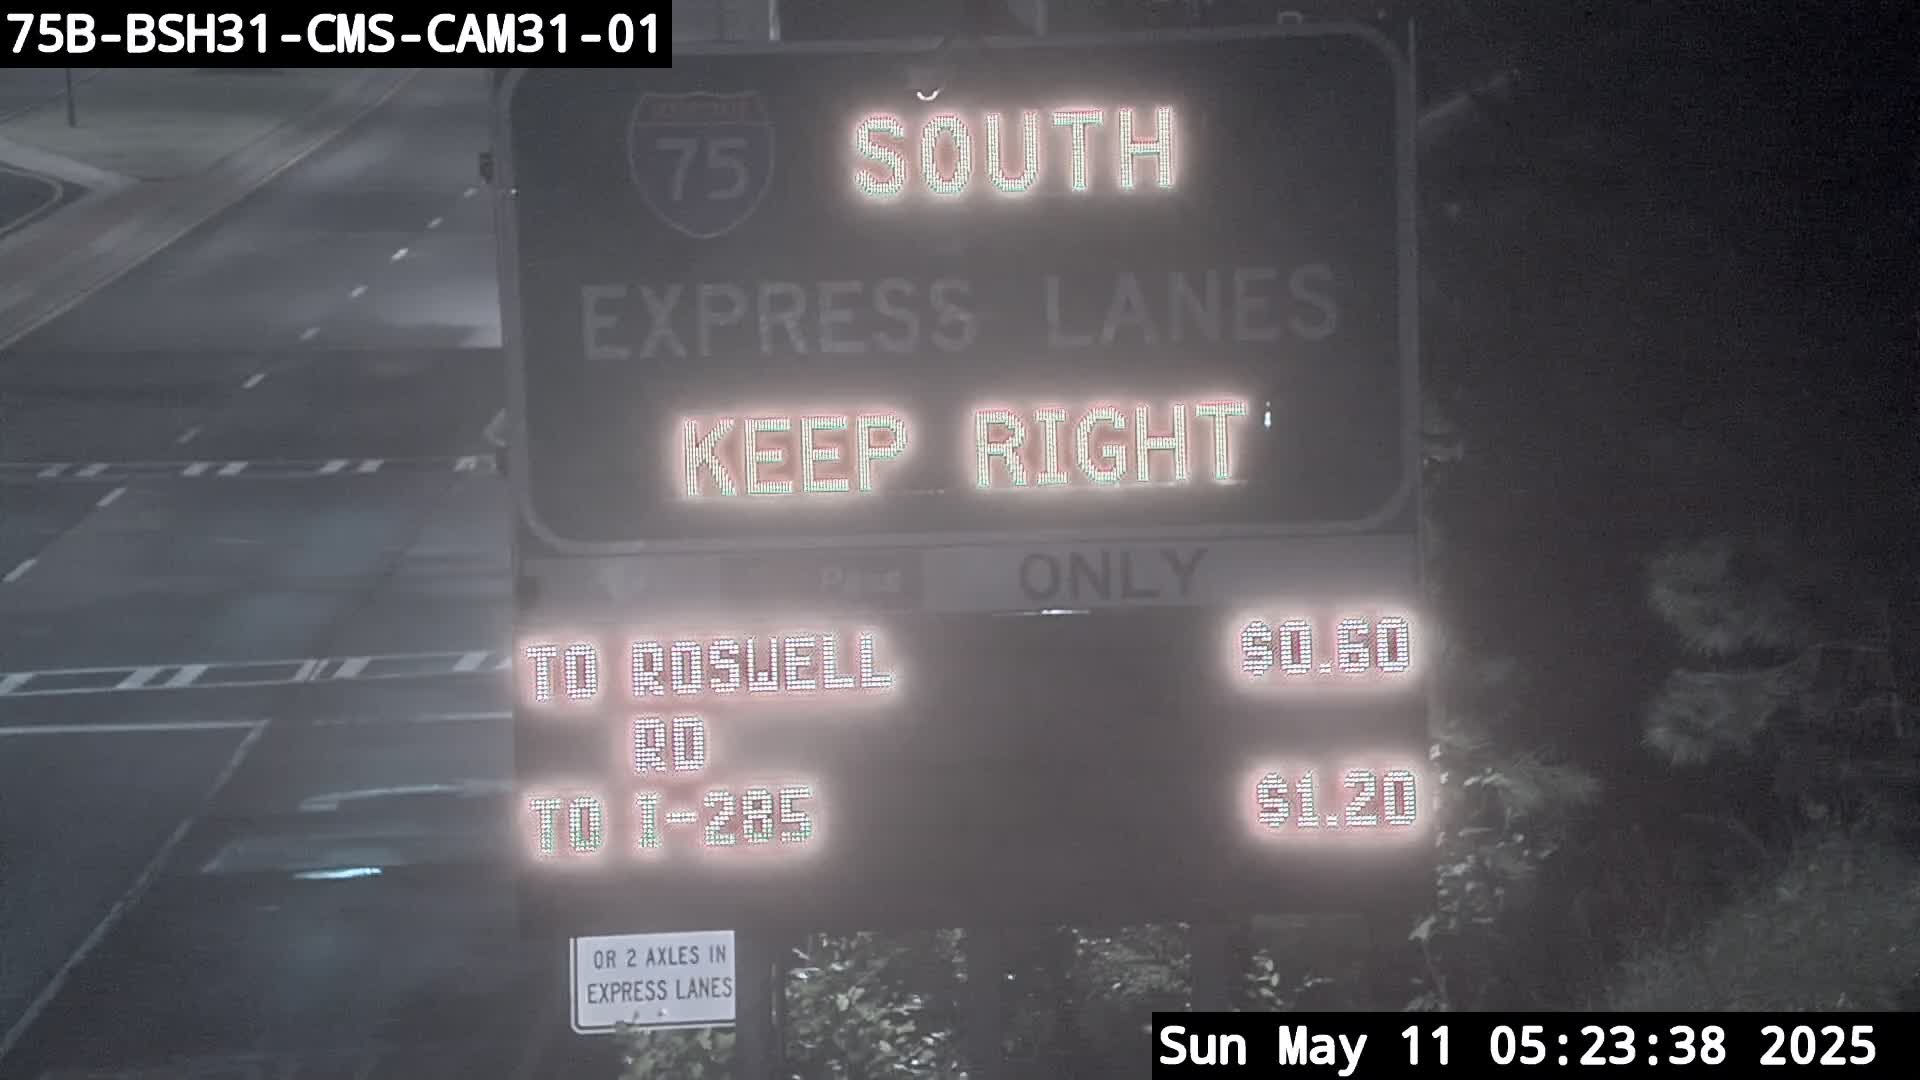 75B-BSH31-CMS-CAM31-01
75
SOUTH
EXPRESS LANES
KEEP RIGHT
ONLY
TO ROSWELL $0.60
RD
TO I-285 $1.20
OR 2 AXLES IN
EXPRESS LANES
Sun May 11 05:23:38 2025